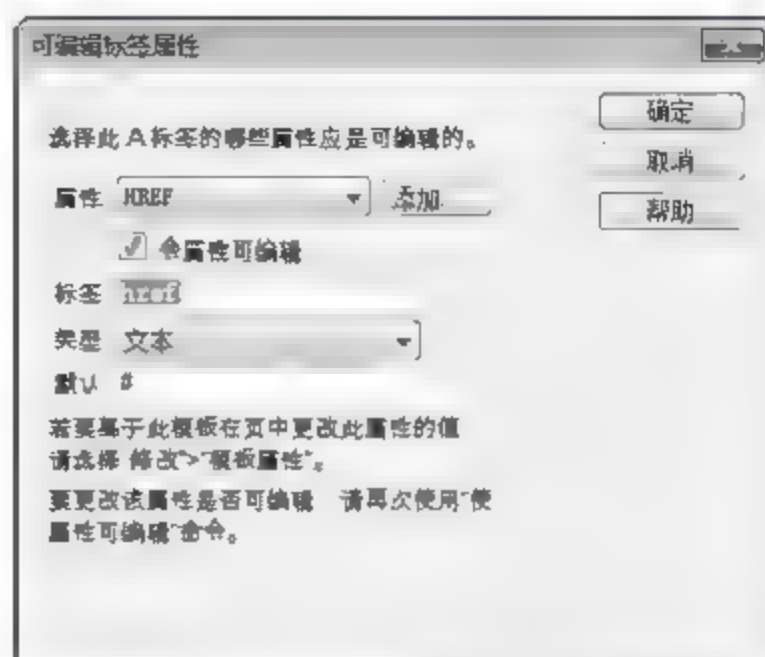 可编辑标签属性
选择此 A 标签的哪些属性应是可编辑的。
确定
取消
帮助
属性 HREF 添加
令属性可编辑
标签 href
类型 文本
默认 #
若要基于此模板在页中更改此属性的值
请选择"修改">"模板属性"。
要更改该属性是否可编辑 请再次使用"使
属性可编辑"命令。